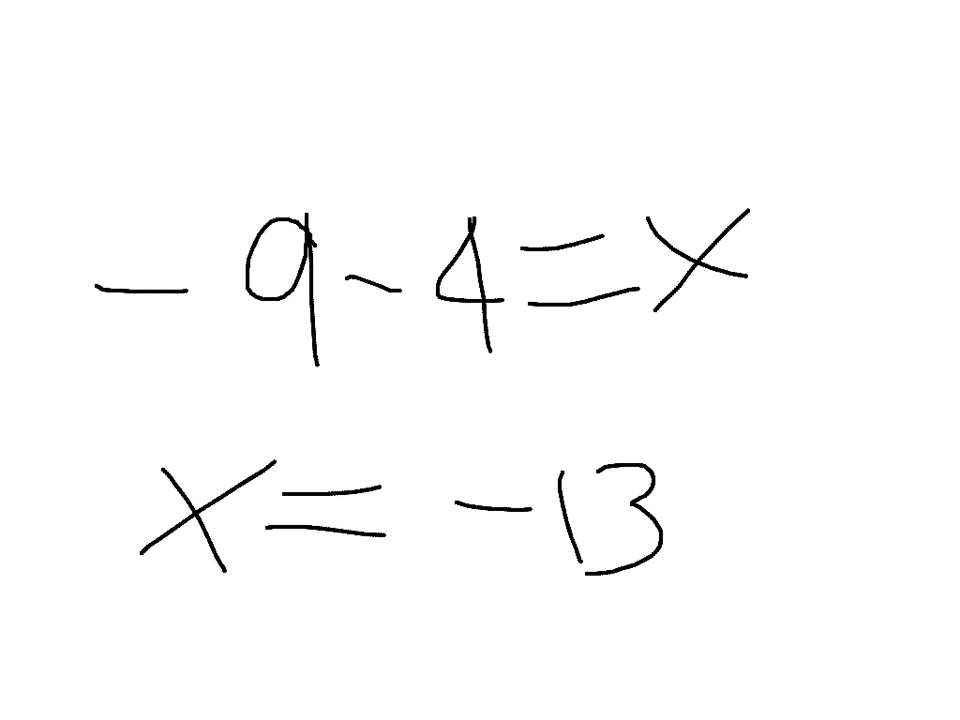 - 9 - 4 = x
x = - 13